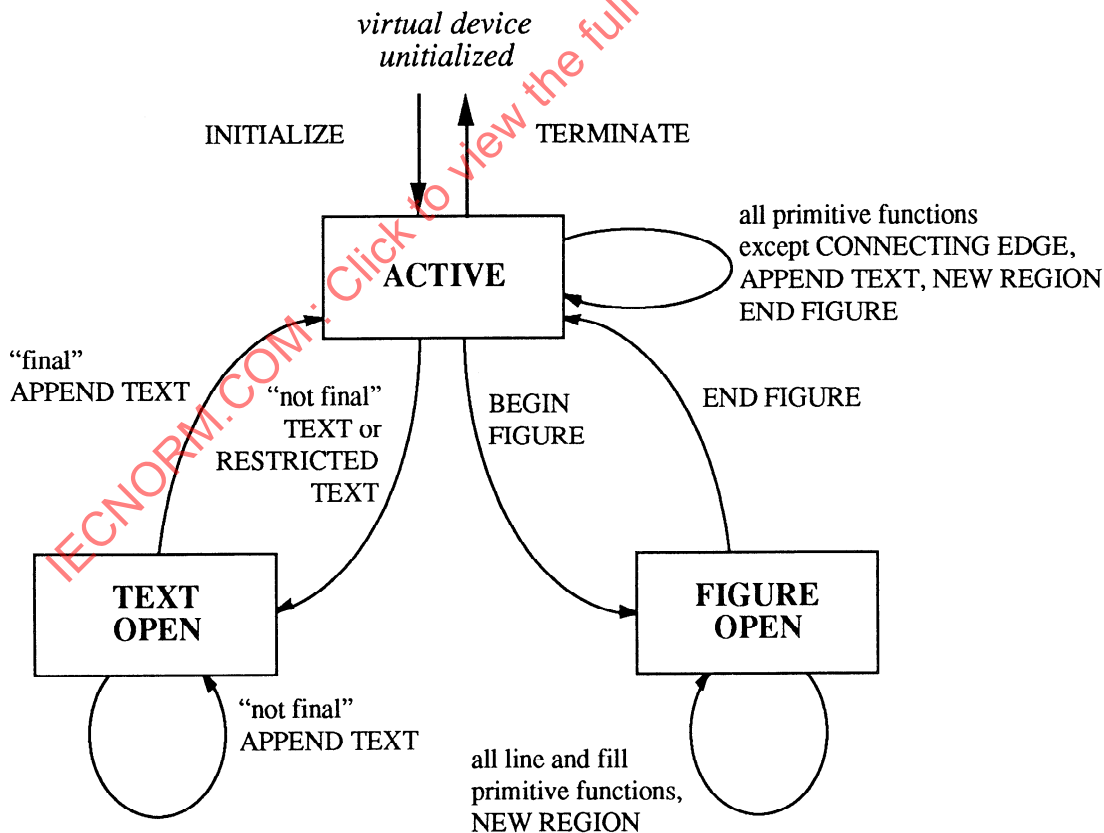 virtual device
unitialized
INITIALIZE
TERMINATE
ACTIVE
all primitive functions
except CONNECTING EDGE,
APPEND TEXT, NEW REGION
END FIGURE
“final”
APPEND TEXT
“not final”
TEXT or
RESTRICTED
TEXT
BEGIN
FIGURE
END FIGURE
TEXT
OPEN
FIGURE
OPEN
“not final”
APPEND TEXT
all line and fill
primitive functions,
NEW REGION
IECNORM.COM : Click to view the full